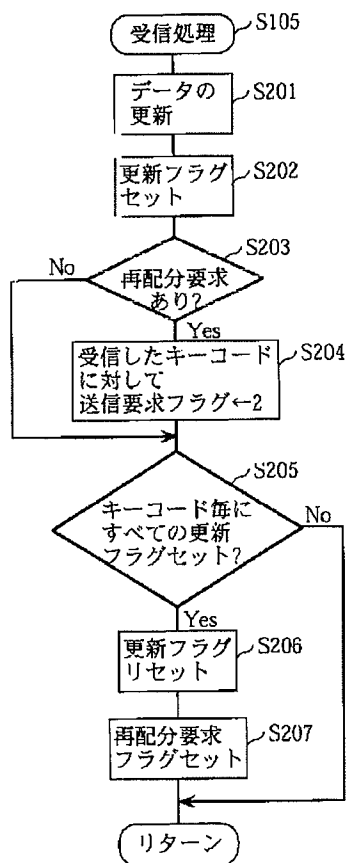 受信処理
S105
データの
更新
S201
更新フラグ
セット
S202
再配分要求
あり?
S203
No
Yes
受信したキーコード
に対して
送信要求フラグ←2
S204
キーコード毎に
すべての更新
フラグセット?
S205
No
Yes
更新フラグ
リセット
S206
再配分要求
フラグセット
S207
リターン